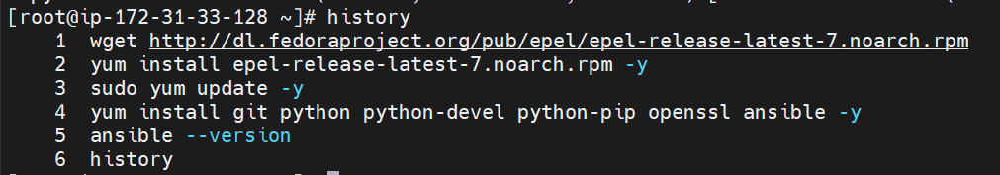 [root@ip-172-31-33-128 ~]# history
1 wget http://dl.fedoraproject.org/pub/epel/epel-release-latest-7.noarch.rpm
2 yum install epel-release-latest-7.noarch.rpm -y
3 sudo yum update -y
4 yum install git python python-devel python-pip openssl ansible -y
5 ansible --version
6 history